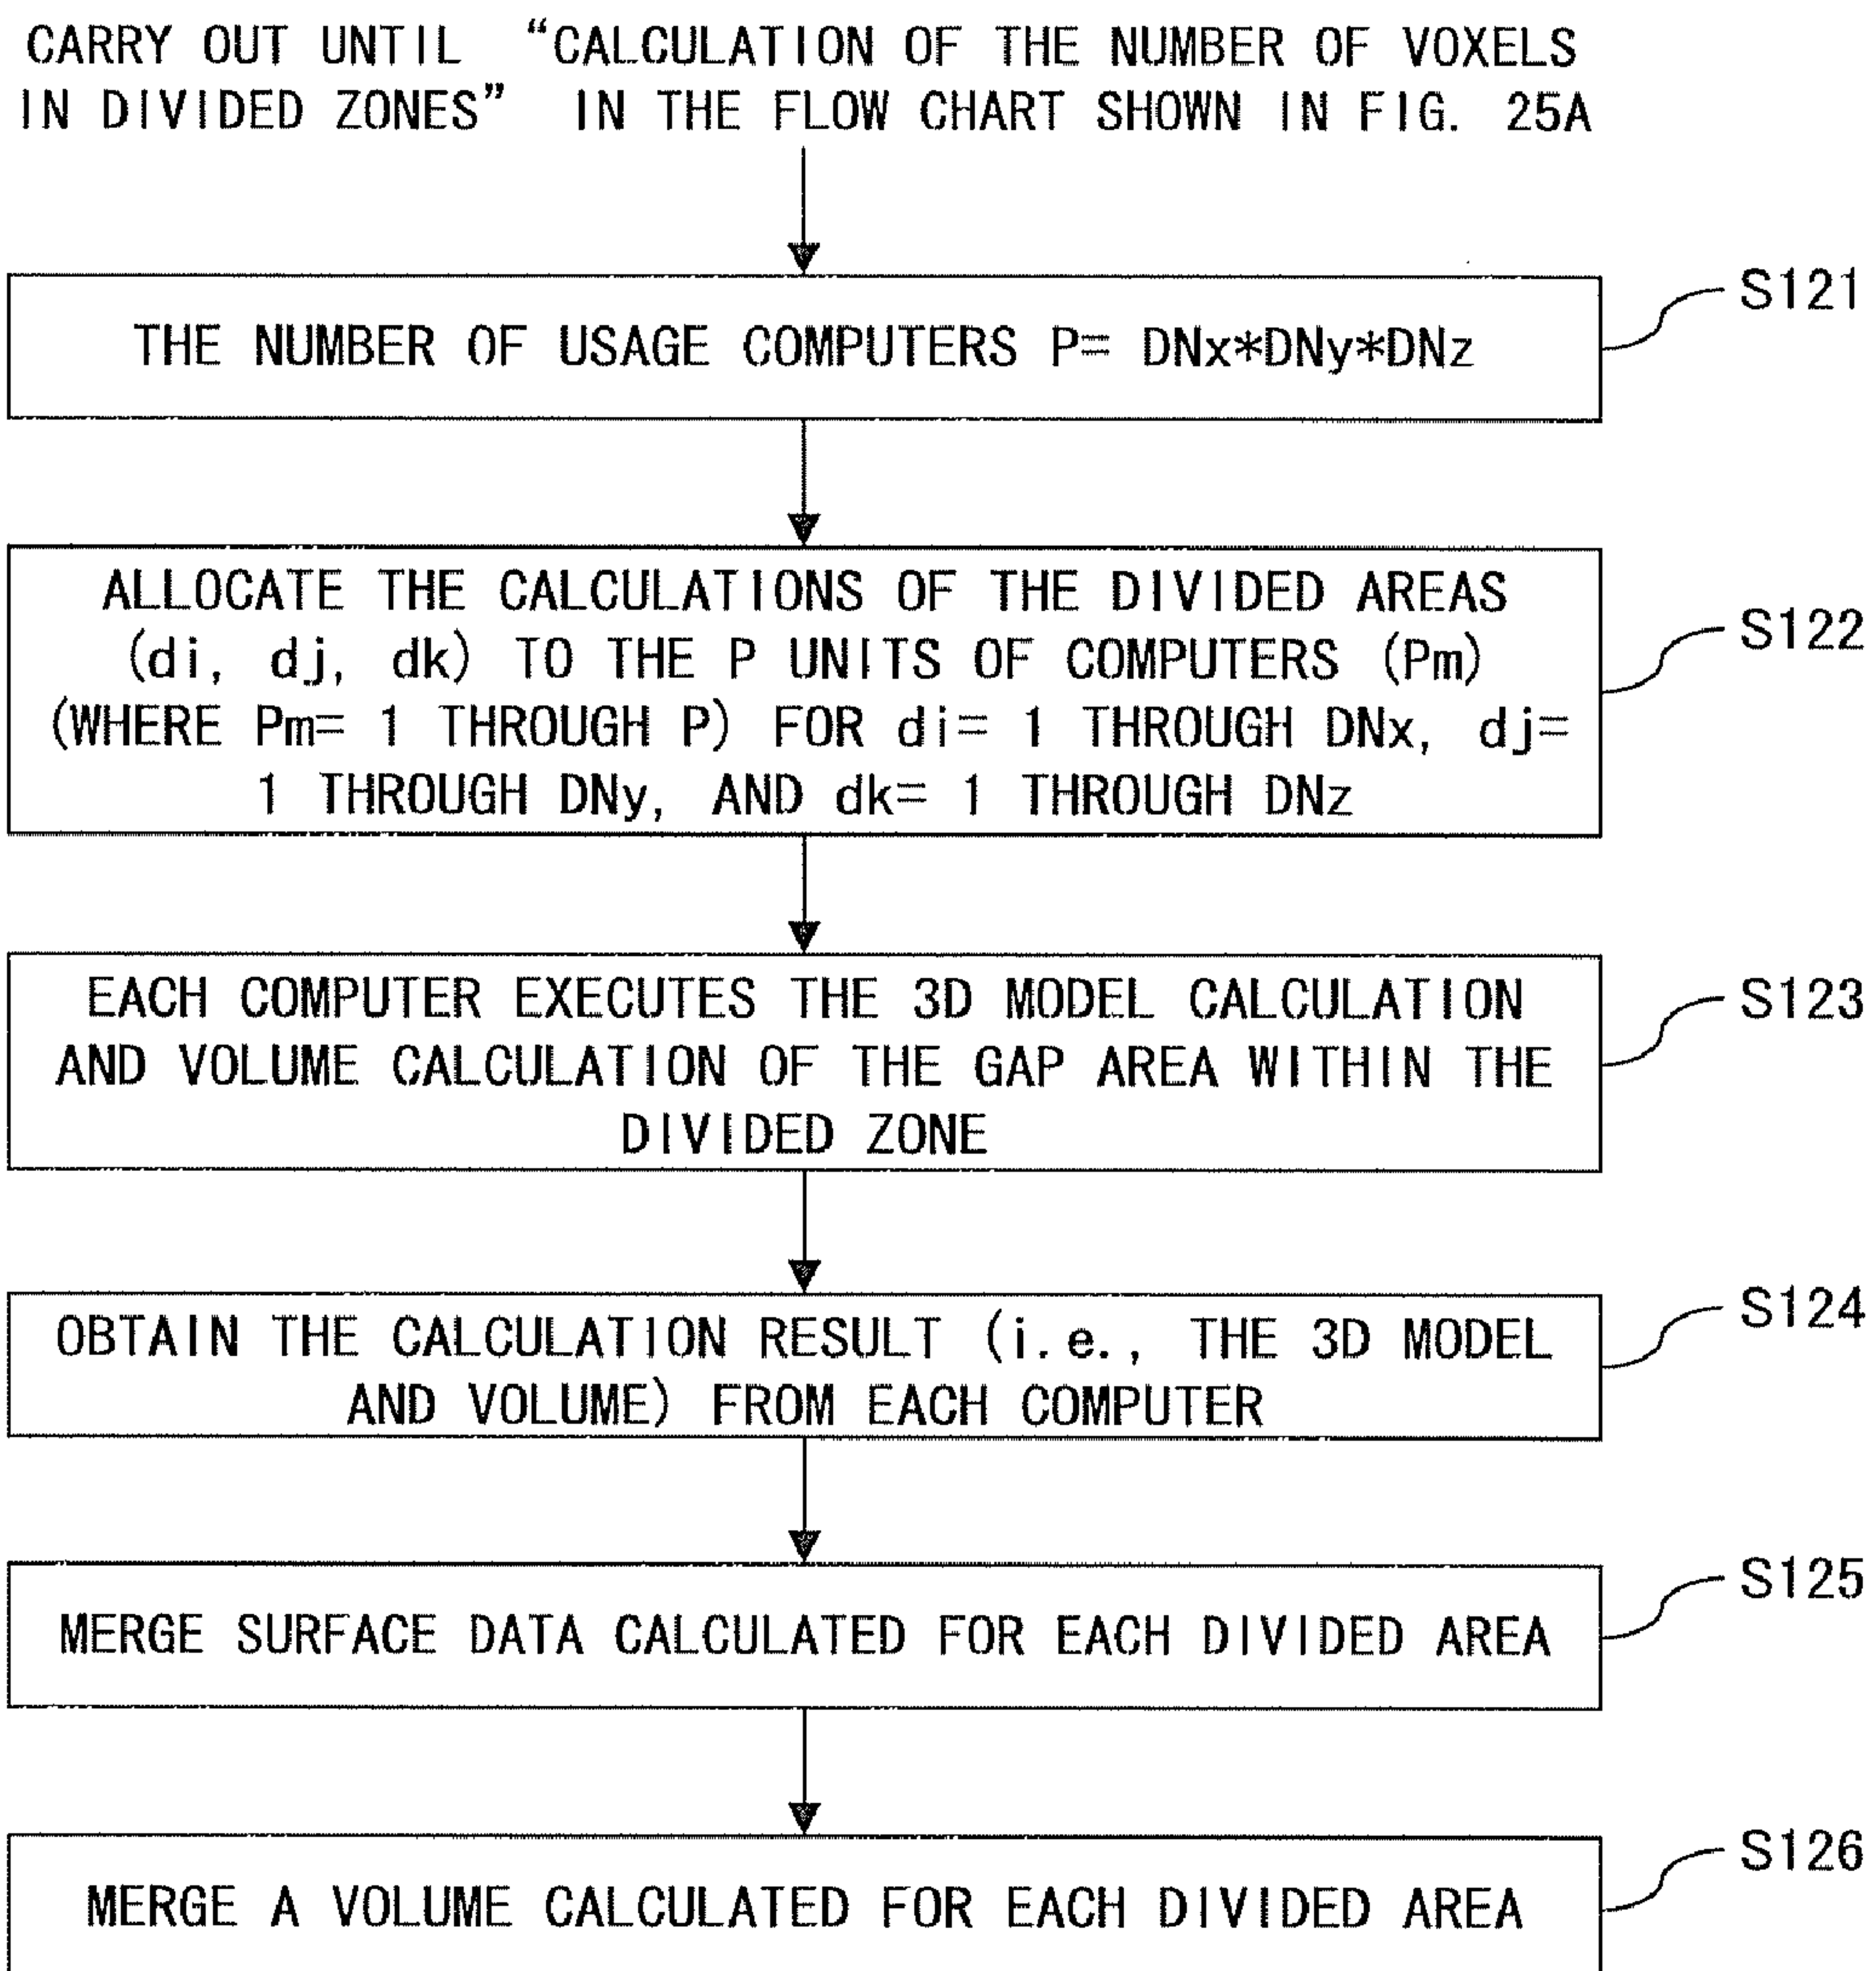 CARRY OUT UNTIL “CALCULATION OF THE NUMBER OF VOXELS
IN DIVIDED ZONES” IN THE FLOW CHART SHOWN IN FIG. 25A
S121
THE NUMBER OF USAGE COMPUTERS P= DNx*DNy*DNz
ALLOCATE THE CALCULATIONS OF THE DIVIDED AREAS
S122
(di, dj, dk) TO THE P UNITS OF COMPUTERS (Pm)
(WHERE Pm= 1 THROUGH P) FOR di= 1 THROUGH DNx, dj=
1 THROUGH DNy, AND dk= 1 THROUGH DNz
S123
EACH COMPUTER EXECUTES THE 3D MODEL CALCULATION
AND VOLUME CALCULATION OF THE GAP AREA WITHIN THE
DIVIDED ZONE
S124
OBTAIN THE CALCULATION RESULT (i.e., THE 3D MODEL
AND VOLUME) FROM EACH COMPUTER
S125
MERGE SURFACE DATA CALCULATED FOR EACH DIVIDED AREA
S126
MERGE A VOLUME CALCULATED FOR EACH DIVIDED AREA